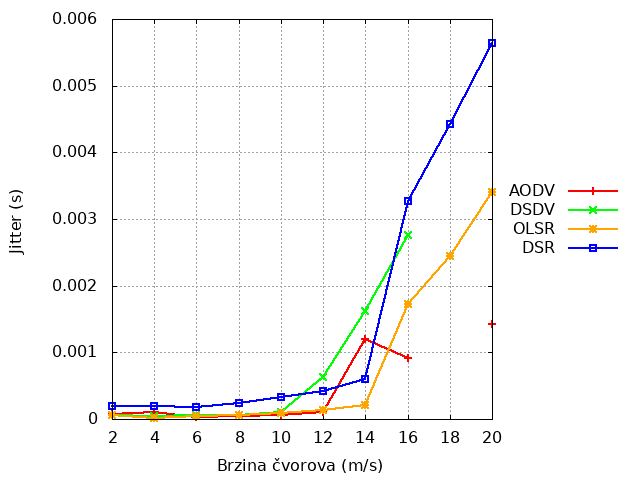 0.006
0.005
0.004
0.003
0.002
0.001
0
2 4 6 8 10 12 14 16 18 20
Jitter (s)
Brzina čvorova (m/s)
AODV
DSDV
OLSR
DSR